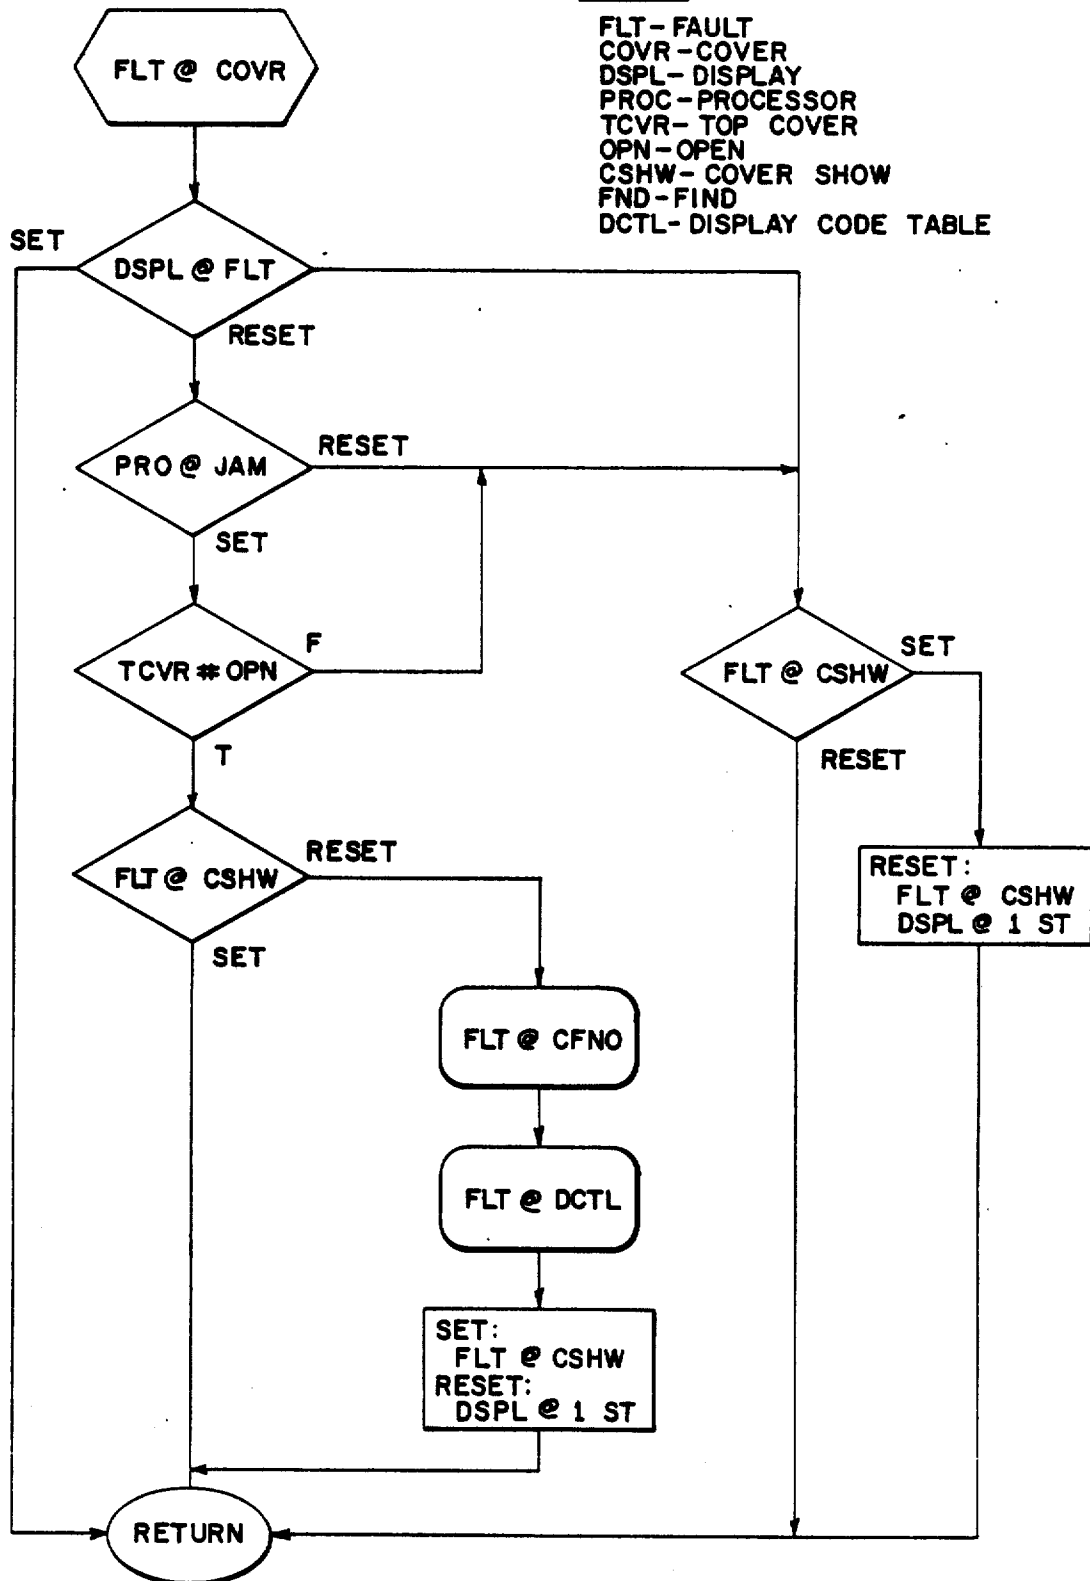 FLT-FAULT
COVR-COVER
DSPL-DISPLAY
PROC-PROCESSOR
TCVR-TOP COVER
OPN-OPEN
CSHW-COVER SHOW
FND-FIND
DCTL-DISPLAY CODE TABLE
FLT @ COVR
SET
DSPL @ FLT
RESET
PRO @ JAM
RESET
SET
TCVR # OPN
F
T
FLT @ CSHW
SET
RESET
FLT @ CSHW
RESET
SET
RESET:
FLT @ CSHW
DSPL @ 1 ST
FLT @ CFNO
FLT @ DCTL
SET:
FLT @ CSHW
RESET:
DSPL @ 1 ST
RETURN